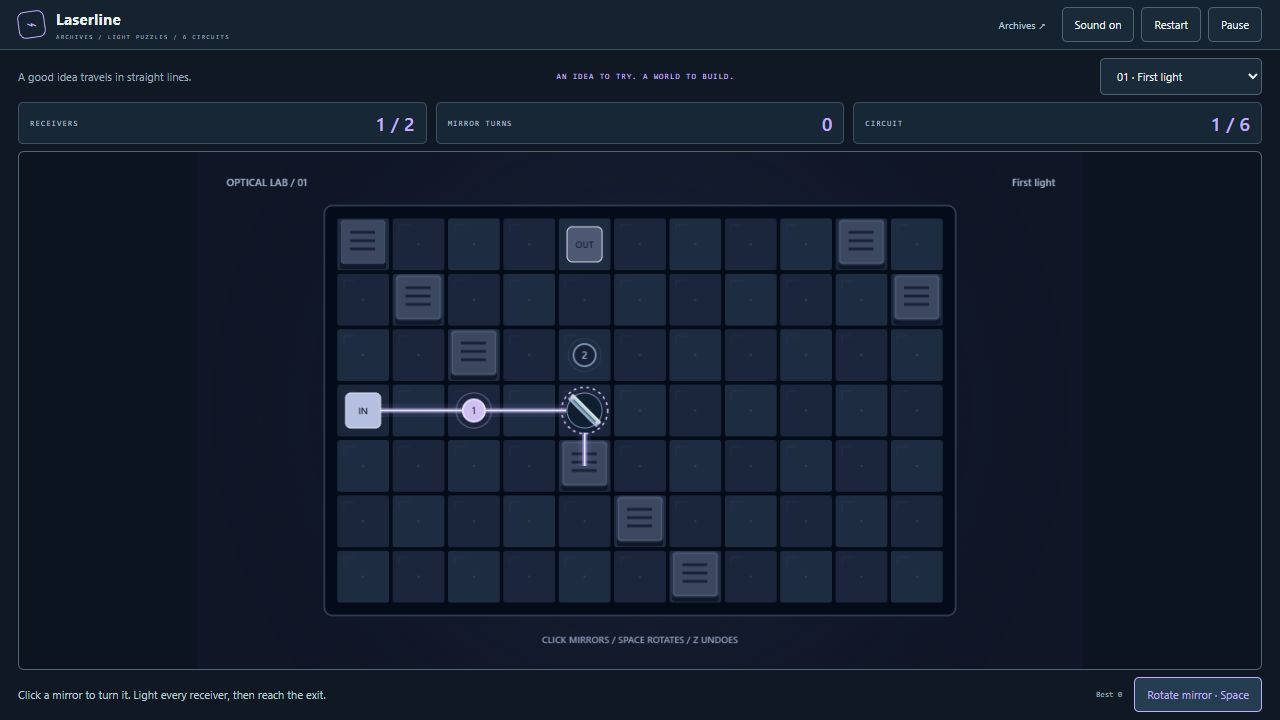 Laserline
ARCHIVES / LIGHT PUZZLES / 6 CIRCUITS
Archives ↗
Sound on
Restart
Pause
A good idea travels in straight lines.
AN IDEA TO TRY. A WORLD TO BUILD.
01 · First light
RECEIVERS
1 / 2
MIRROR TURNS
0
CIRCUIT
1 / 6
OPTICAL LAB / 01
First light
OUT
2
IN
1
CLICK MIRRORS / SPACE ROTATES / Z UNDOES
Click a mirror to turn it. Light every receiver, then reach the exit.
Best 0
Rotate mirror · Space